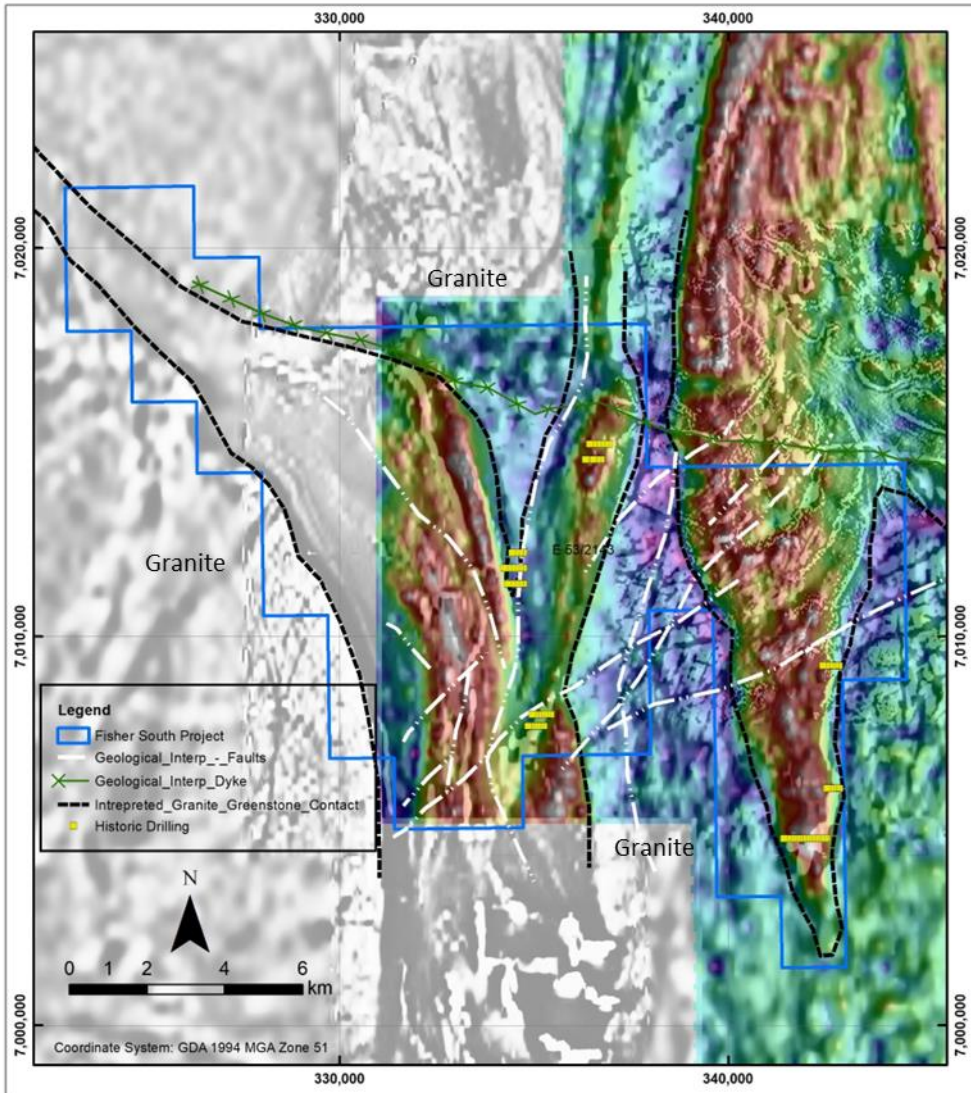 330,000
340,000
7,020,000
7,020,000
Granite
E 53/2143
Granite
7,010,000
7,010,000
Legend
Fisher South Project
Geological_Interp_-_Faults
Geological_Interp_Dyke
Intrepreted_Granite_Greenstone_Contact
Historic Drilling
Granite
N
0 2 4 6
km
7,000,000
7,000,000
Coordinate System: GDA 1994 MGA Zone 51
330,000
340,000